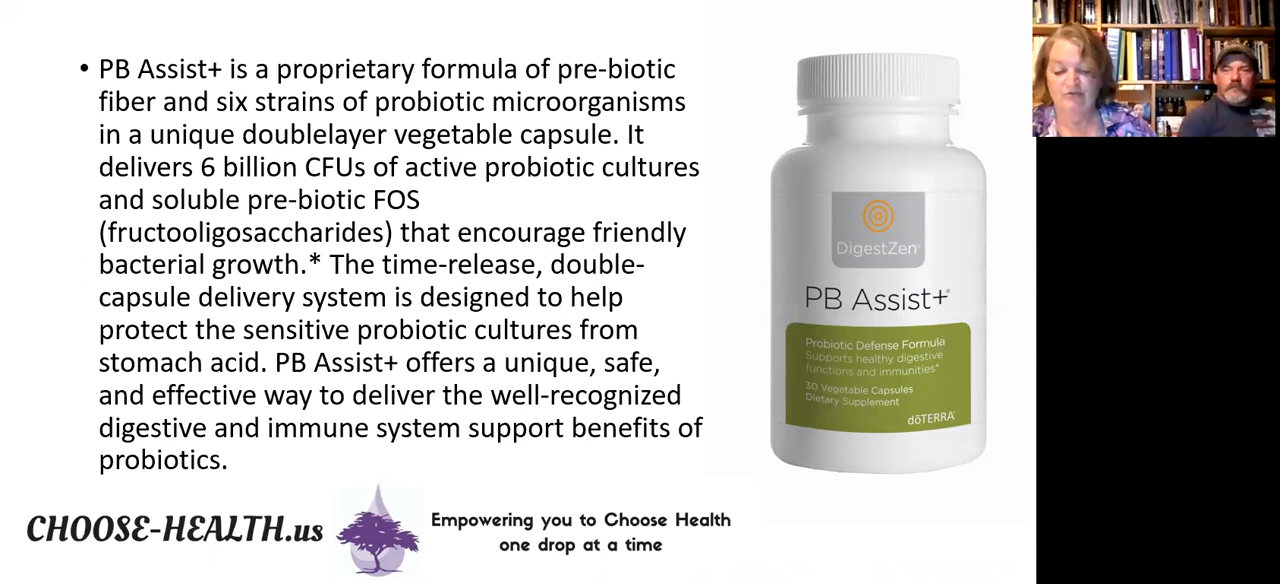 • PB Assist+ is a proprietary formula of pre-biotic
fiber and six strains of probiotic microorganisms
in a unique doublelayer vegetable capsule. It
delivers 6 billion CFUs of active probiotic cultures
and soluble pre-biotic FOS
(fructooligosaccharides) that encourage friendly
bacterial growth.* The time-release, double-
capsule delivery system is designed to help
protect the sensitive probiotic cultures from
stomach acid. PB Assist+ offers a unique, safe,
and effective way to deliver the well-recognized
digestive and immune system support benefits of
probiotics.
DigestZen®
PB Assist+®
Probiotic Defense Formula
Supports healthy digestive
functions and immunities*
30 Vegetable Capsules
Dietary Supplement
dōTERRA®
CHOOSE-HEALTH.us
Empowering you to Choose Health
one drop at a time